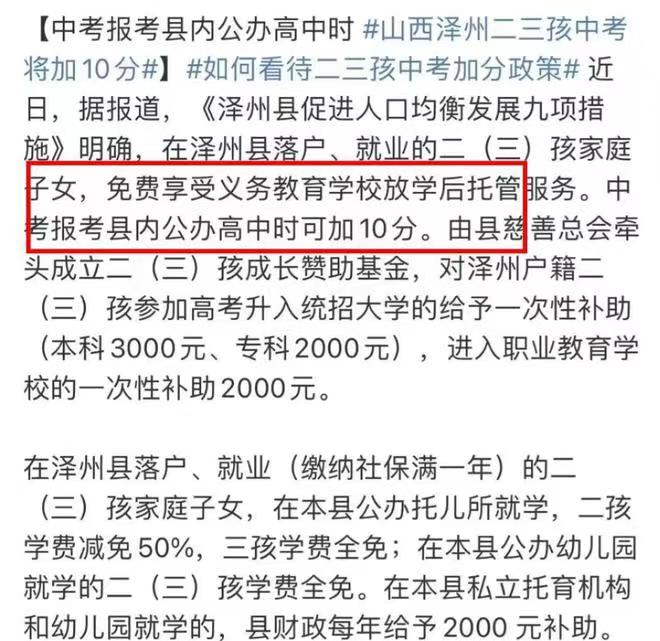 【中考报考县内公办高中时 #山西泽州二三孩中考
将加10分#】#如何看待二三孩中考加分政策# 近
日，据报道，《泽州县促进人口均衡发展九项措
施》明确，在泽州县落户、就业的二（三）孩家庭
子女，免费享受义务教育学校放学后托管服务。中
考报考县内公办高中时可加10分。由县慈善总会牵
头成立二（三）孩成长赞助基金，对泽州户籍二
（三）孩参加高考升入统招大学的给予一次性补助
（本科3000元、专科2000元），进入职业教育学
校的一次性补助2000元。
在泽州县落户、就业（缴纳社保满一年）的二
（三）孩家庭子女，在本县公办托儿所就学，二孩
学费减免50%，三孩学费全免；在本县公办幼儿园
就学的二（三）孩学费全免。在本县私立托育机构
和幼儿园就学的，县财政每年给予2000 元补助。